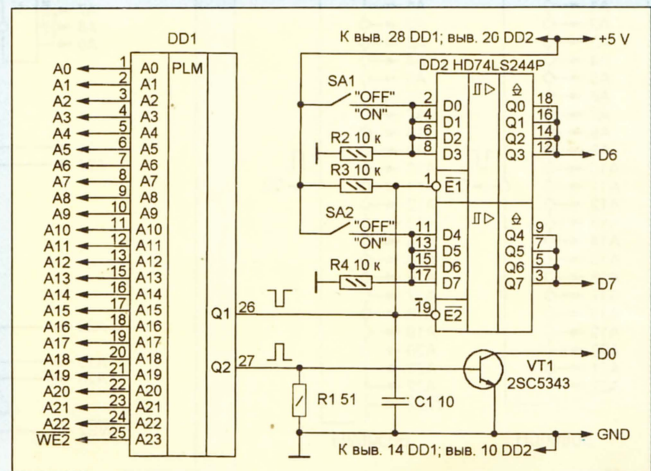 К выв. 28 DD1; выв. 20 DD2 +5 V
DD1
DD2 HD74LS244P
PLM
A0 1 A0
A1 2 A1
A2 3 A2
A3 4 A3
A4 5 A4
A5 6 A5
A6 7 A6
A7 8 A7
A8 9 A8
A9 10 A9
A10 11 A10
A11 12 A11
A12 13 A12
A13 15 A13
A14 16 A14
A15 17 A15
A16 18 A16
A17 19 A17
A18 20 A18
A19 21 A19
A20 22 A20
A21 23 A21
A22 24 A22
WE2 25 A23
Q1 26
Q2 27
SA1
"OFF"
"ON"
R2 10 к
R3 10 к
SA2
"OFF"
"ON"
R4 10 к
2 D0 Q0 18
4 D1 Q1 16
6 D2 Q2 14
8 D3 Q3 12 D6
1 E1
11 D4 Q4 9
13 D5 Q5 7
15 D6 Q6 5
17 D7 Q7 3 D7
19 E2
D0
VT1
2SC5343
R1 51
C1 10
GND
К выв. 14 DD1; выв. 10 DD2